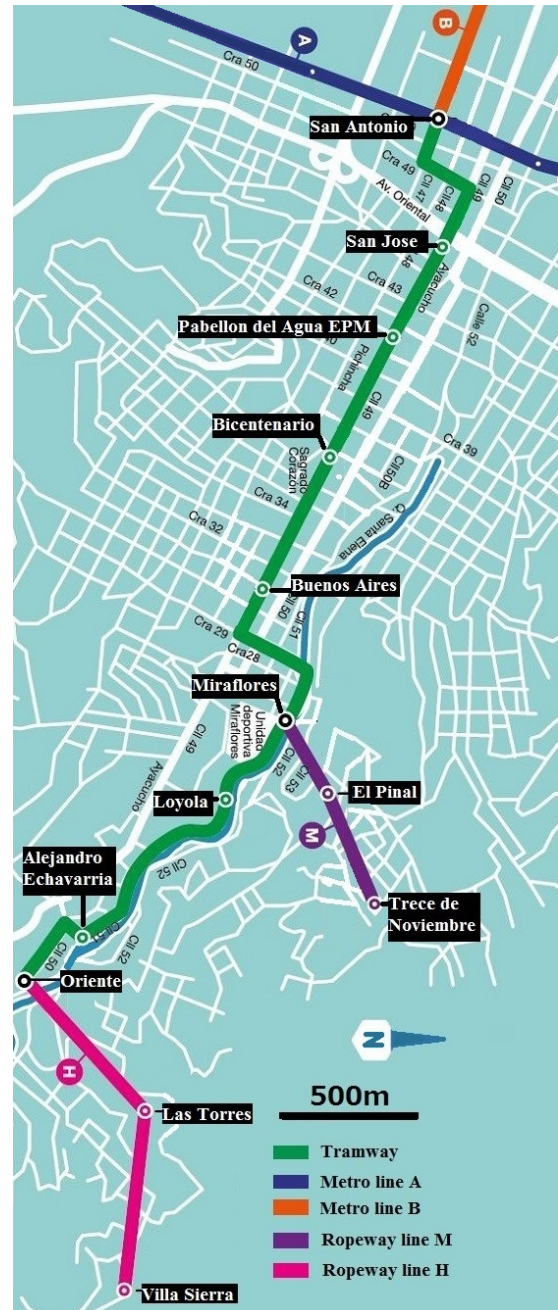 A
B
Cra 50
San Antonio
Cra 49
Cll 47
Cll48
Cll 49
Cll 50
Av. Oriental
San Jose
48
Ayacucho
Cra 43
Cra 42
Calle 52
Pabellon del Agua EPM
Pichincha
Cll 49
Bicentenario
Sagrado
Corazón
Cll50B
Cra 39
Cra 34
Q. Santa Elena
Cra 32
Buenos Aires
Cll 50
Cll 51
Cra 29
Cra28
Miraflores
Unidad
deportiva
Miraflores
Cll 49
Cll 52
Cll 53
Ayacucho
El Pinal
Loyola
M
Alejandro
Echavarria
Cll 52
Trece de
Noviembre
Cll 51
Cll 52
Cll 50
Oriente
N
H
500m
Las Torres
Tramway
Metro line A
Metro line B
Ropeway line M
Ropeway line H
Villa Sierra